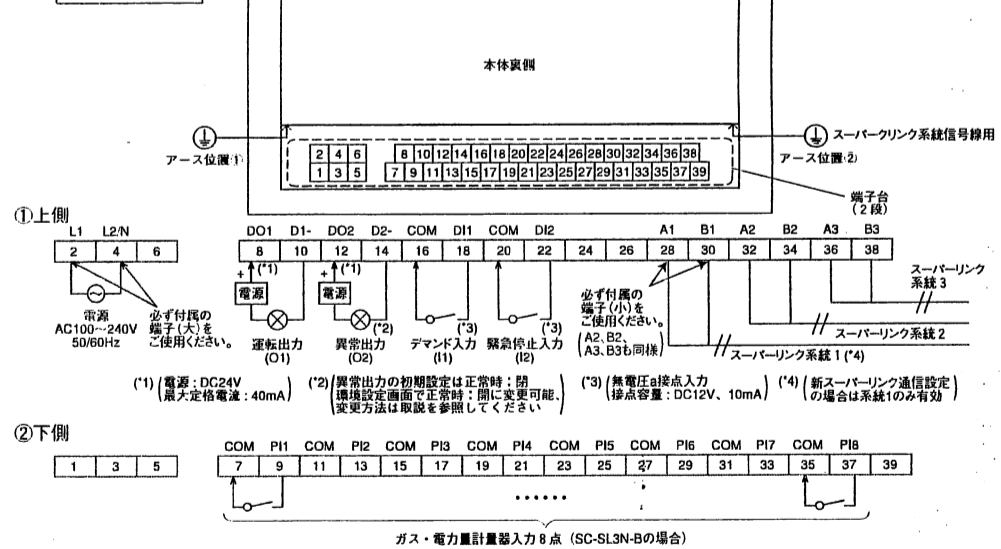 本体裏側
スーパークリンク系統信号線用
アース位置①
アース位置②
2 4 6
8 10 12 14 16 18 20 22 24 26 28 30 32 34 36 38
1 3 5
7 9 11 13 15 17 19 21 23 25 27 29 31 33 35 37 39
端子台
(2段)
①上側
L1 L2/N
2 4 6
DO1 D1- DO2 D2- COM DI1 COM DI2 A1 B1 A2 B2 A3 B3
8 10 12 14 16 18 20 22 24 26 28 30 32 34 36 38
+ (*1)
+ (*1)
電源
電源
電源
AC100～240V
50/60Hz
必ず付属の
端子(大)を
ご使用ください。
運転出力
(O1)
(*2)
異常出力
(O2)
(*3)
デマンド入力
(I1)
(*3)
緊急停止入力
(I2)
必ず付属の
端子(小)を
ご使用ください。
(A2、B2、
A3、B3も同様)
スーパーリンク
系統3
スーパーリンク系統2
スーパーリンク系統1(*4)
(*1) (電源：DC24V
最大定格電流：40mA)
(*2) (異常出力の初期設定は正常時：閉
環境設定画面で正常時：開に変更可能、
変更方法は取説を参照してください)
(*3) (無電圧a接点入力
接点容量：DC12V、10mA)
(*4) (新スーパーリンク通信設定
の場合は系統1のみ有効)
②下側
1 3 5
COM PI1 COM PI2 COM PI3 COM PI4 COM PI5 COM PI6 COM PI7 COM PI8
7 9 11 13 15 17 19 21 23 25 27 29 31 33 35 37 39
……
ガス・電力量計量器入力8点（SC-SL3N-Bの場合）